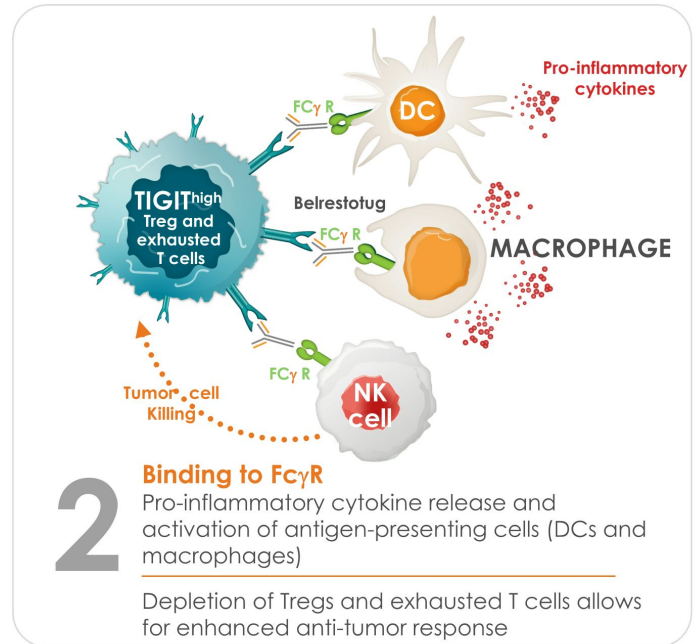 FCγ R
DC
Pro-inflammatory
cytokines
TIGIThigh
Treg and
exhausted
T cells
Belrestotug
FCγ R
MACROPHAGE
FCγ R
NK
cell
Tumor cell
Killing
2
Binding to FcγR
Pro-inflammatory cytokine release and
activation of antigen-presenting cells (DCs and
macrophages)
Depletion of Tregs and exhausted T cells allows
for enhanced anti-tumor response